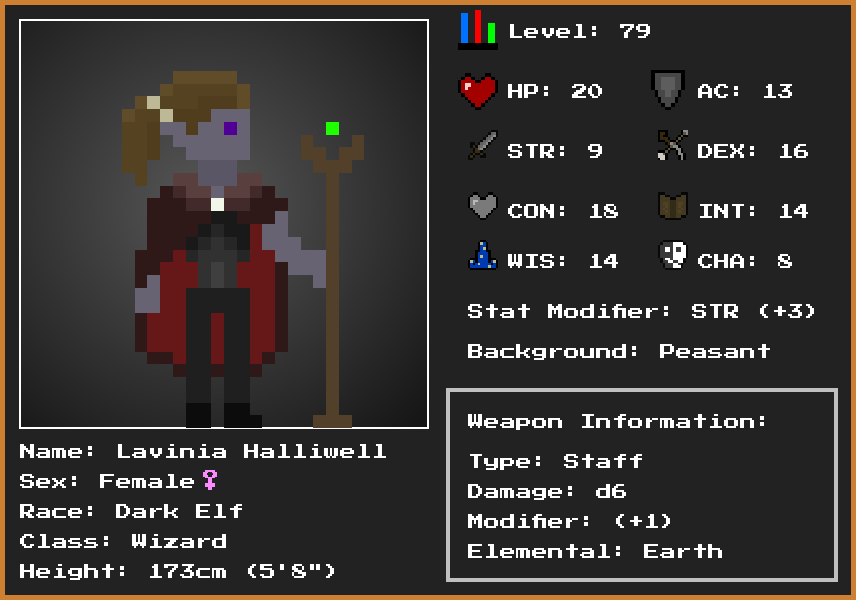 Level: 79
HP: 20 AC: 13
STR: 9 DEX: 16
CON: 18 INT: 14
WIS: 14 CHA: 8
Stat Modifier: STR (+3)
Background: Peasant
Weapon Information:
Type: Staff
Damage: d6
Modifier: (+1)
Elemental: Earth
Name: Lavinia Halliwell
Sex: Female♀
Race: Dark Elf
Class: Wizard
Height: 173cm (5'8")